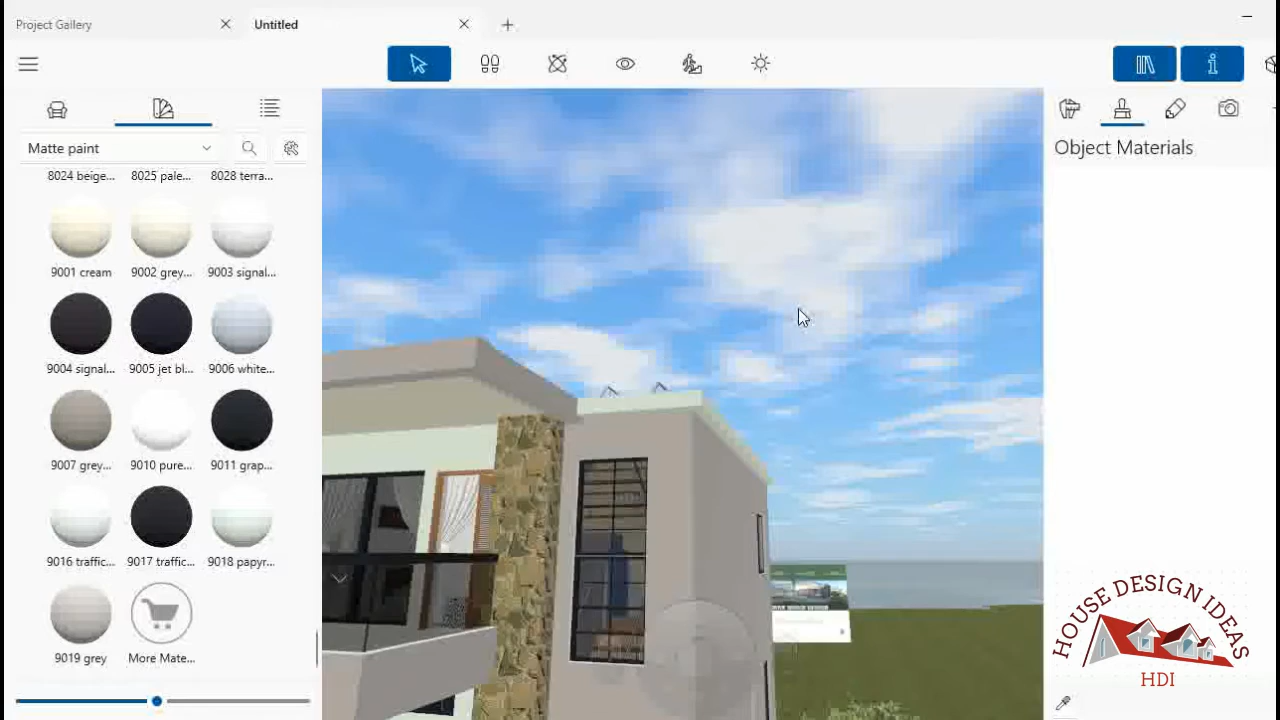 Project Gallery
Untitled
Matte paint
8024 beige...
8025 pale...
8028 terra...
9001 cream
9002 grey...
9003 signal...
9004 signal...
9005 jet bl...
9006 white...
9007 grey...
9010 pure...
9011 grap...
9016 traffic...
9017 traffic...
9018 papyr...
9019 grey
More Mate...
Object Materials
HOUSE DESIGN IDEAS
HDI